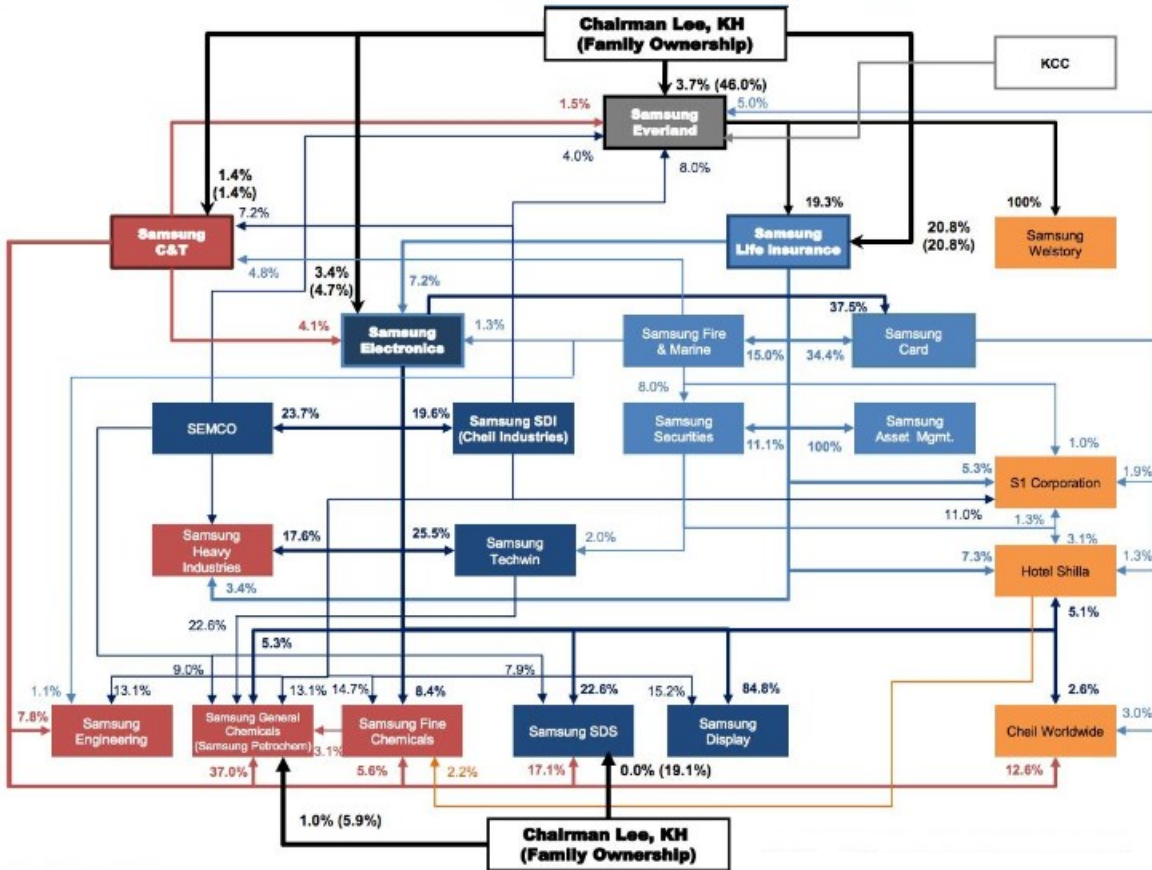 Chairman Lee, KH
(Family Ownership)
KCC
3.7% (46.0%)
1.5%
5.0%
Samsung
Everland
4.0%
8.0%
1.4%
(1.4%)
7.2%
19.3%
100%
Samsung
C&T
Samsung
Life Insurance
20.8%
(20.8%)
Samsung
Welstory
4.8%
3.4%
(4.7%)
7.2%
37.5%
4.1%
Samsung
Electronics
1.3%
Samsung Fire
& Marine
15.0%
34.4%
Samsung
Card
8.0%
SEMCO
23.7%
19.6%
Samsung SDI
(Cheil Industries)
Samsung
Securities
11.1%
100%
Samsung
Asset Mgmt.
1.0%
5.3%
S1 Corporation
1.9%
11.0%
1.3%
Samsung
Heavy
Industries
17.6%
25.5%
Samsung
Techwin
2.0%
3.1%
7.3%
Hotel Shilla
1.3%
3.4%
5.1%
22.6%
5.3%
9.0%
7.9%
1.1%
13.1%
13.1%
14.7%
8.4%
22.6%
15.2%
84.8%
2.6%
7.8%
Samsung
Engineering
Samsung General
Chemicals
(Samsung Petrochem)
3.1%
Samsung Fine
Chemicals
Samsung SDS
Samsung
Display
Cheil Worldwide
3.0%
37.0%
5.6%
2.2%
17.1%
0.0% (19.1%)
12.6%
1.0% (5.9%)
Chairman Lee, KH
(Family Ownership)